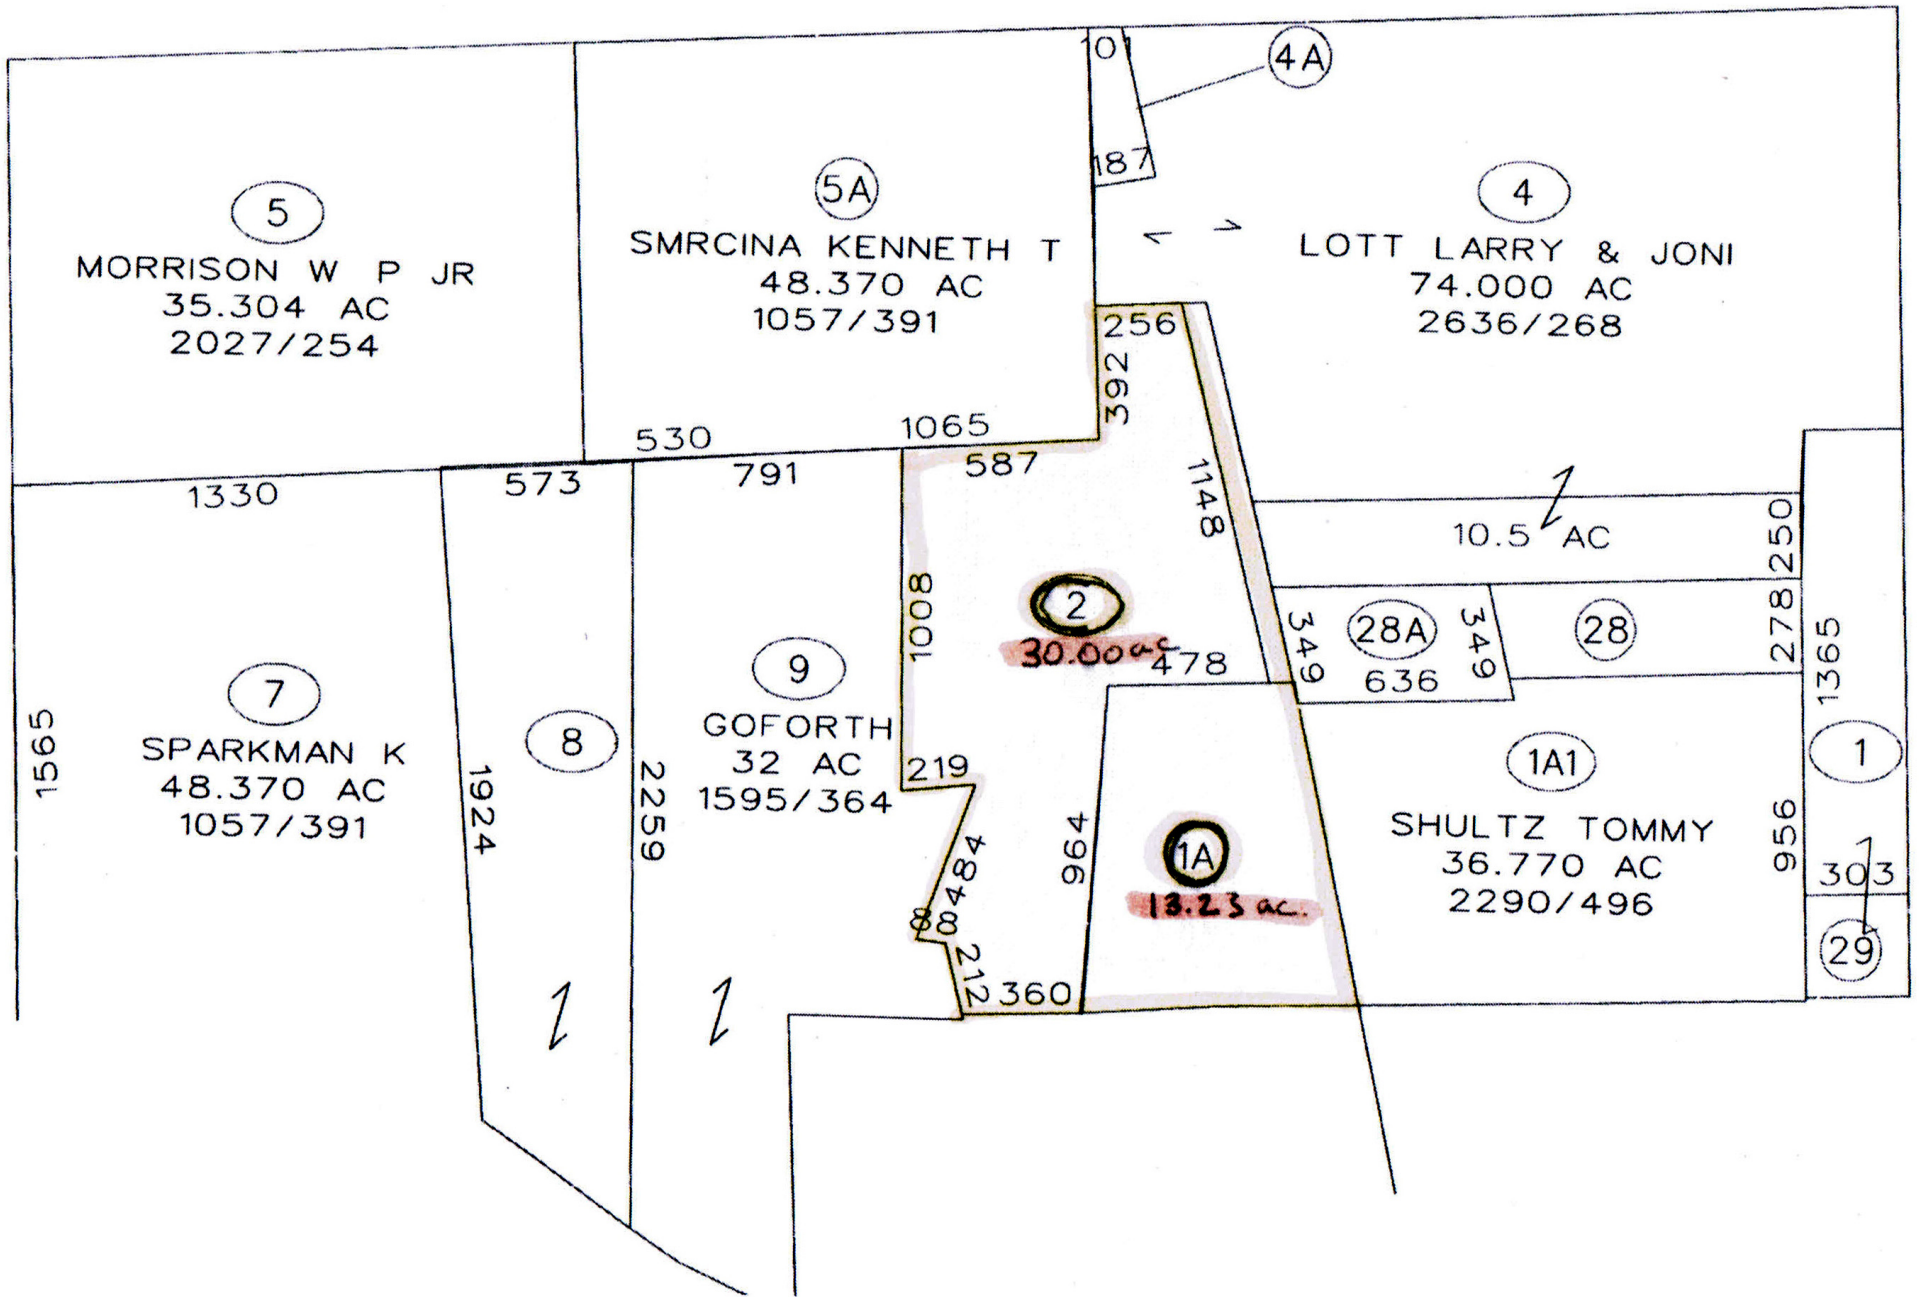 101
4A
187
5
MORRISON W P JR
35.304 AC
2027/254
5A
SMRCINA KENNETH T
48.370 AC
1057/391
4
LOTT LARRY & JONI
74.000 AC
2636/268
256
392
530
1065
1330
573
791
587
1148
10.5 AC
250
1008
2
30.00 ac
478
349
28A
636
349
28
278
1365
7
SPARKMAN K
48.370 AC
1057/391
1565
1924
8
2259
9
GOFORTH
32 AC
1595/364
219
484
88
212
360
964
1A
13.23 ac.
1A1
SHULTZ TOMMY
36.770 AC
2290/496
956
1
303
29